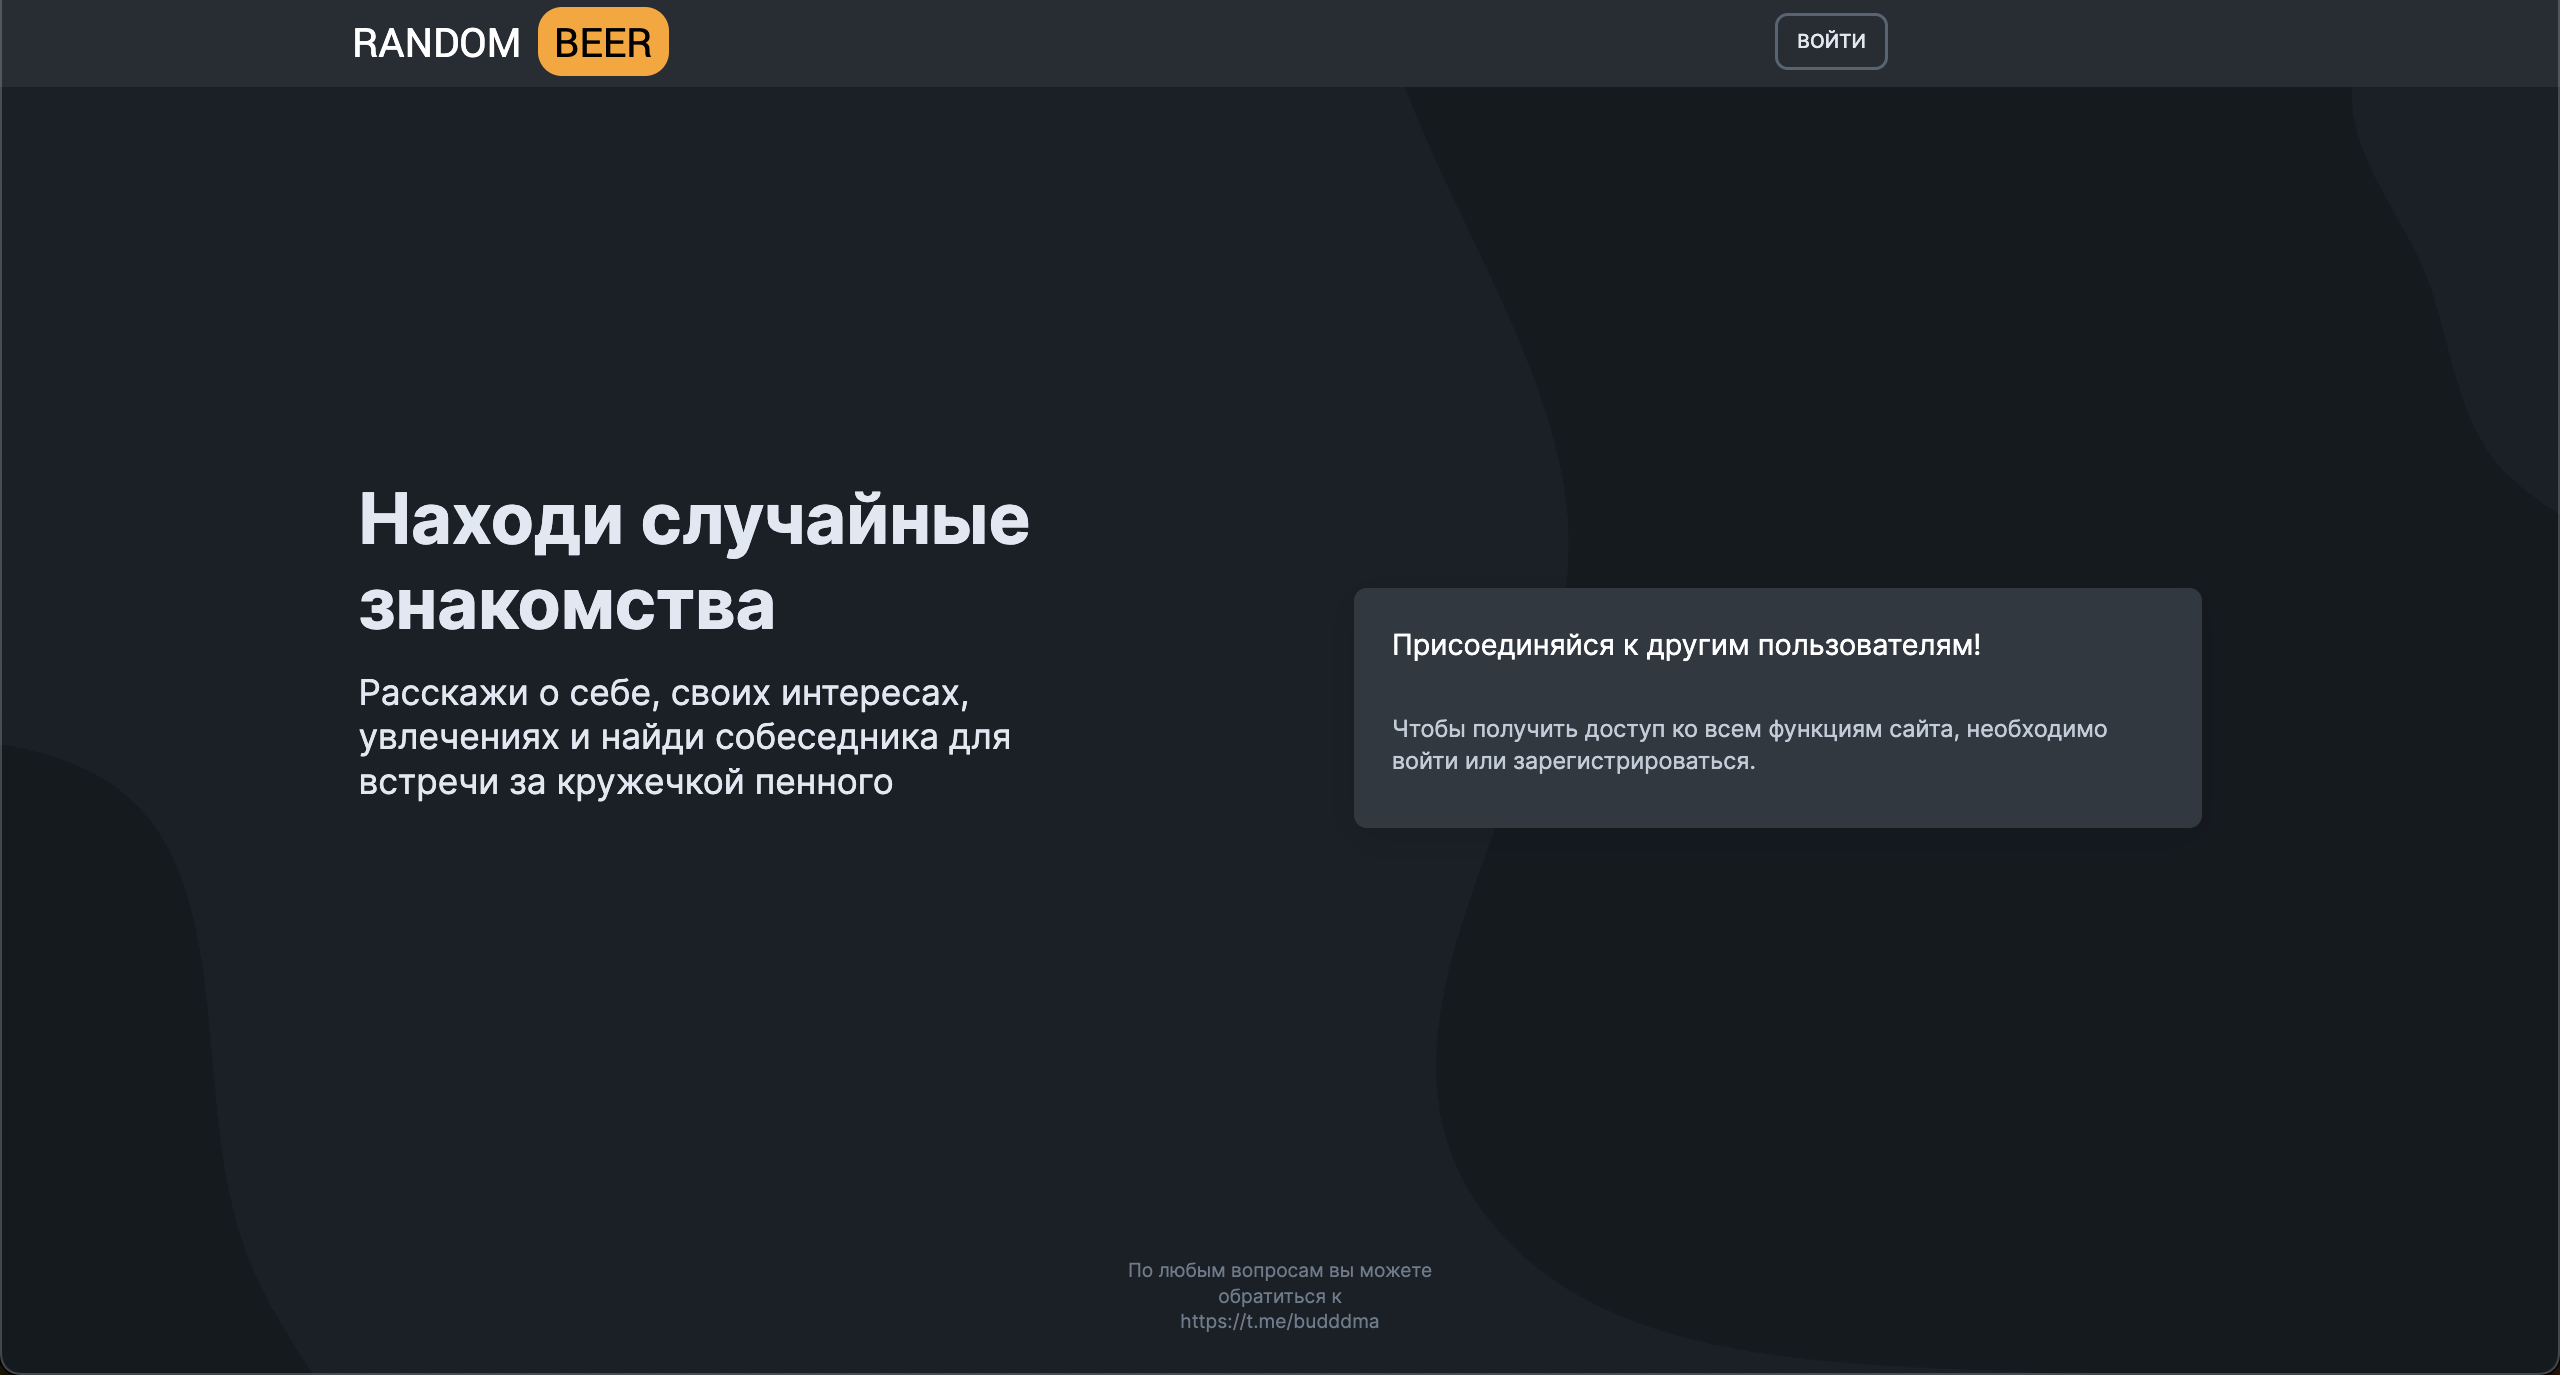 RANDOM BEER
ВОЙТИ
Находи случайные
знакомства
Расскажи о себе, своих интересах,
увлечениях и найди собеседника для
встречи за кружечкой пенного
Присоединяйся к другим пользователям!
Чтобы получить доступ ко всем функциям сайта, необходимо
войти или зарегистрироваться.
По любым вопросам вы можете
обратиться к
https://t.me/budddma